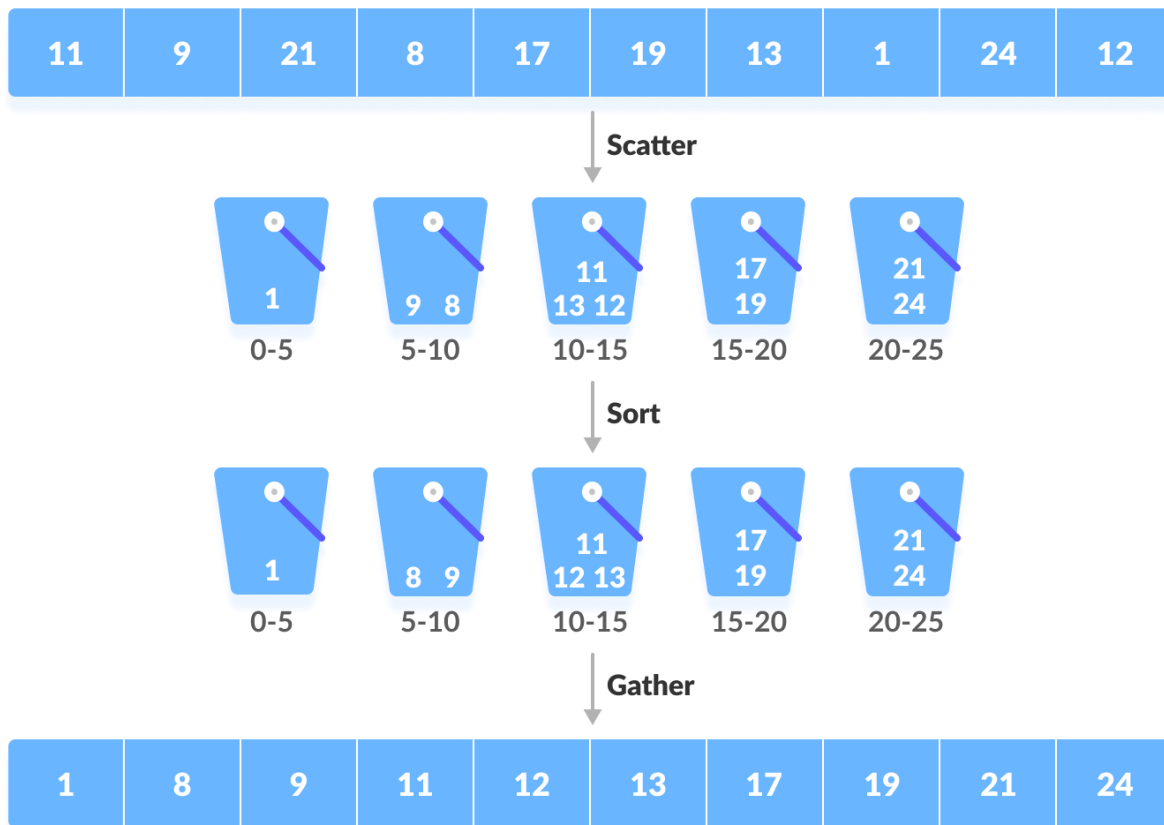 11 9 21 8 17 19 13 1 24 12
Scatter
1 9 8 11 13 12 17 19 21 24
0-5 5-10 10-15 15-20 20-25
Sort
1 8 9 11 12 13 17 19 21 24
0-5 5-10 10-15 15-20 20-25
Gather
1 8 9 11 12 13 17 19 21 24